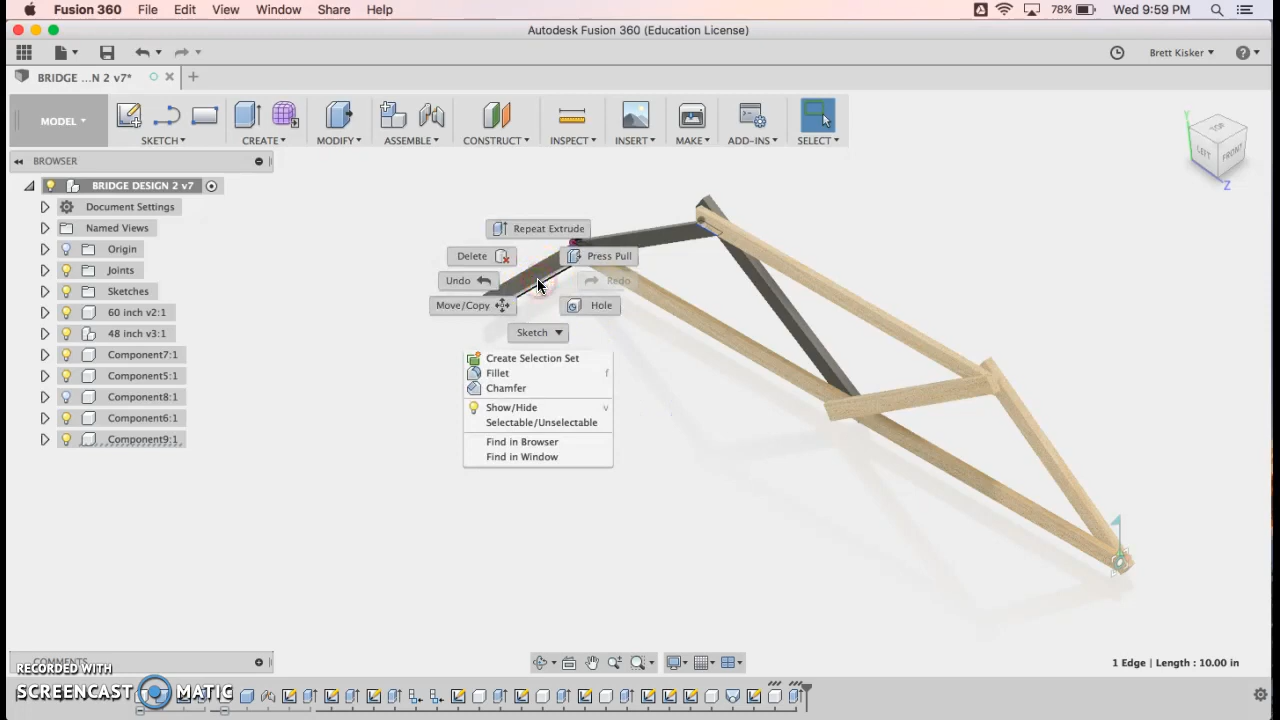 Fusion 360 File Edit View Window Share Help 78% Wed 9:59 PM
Autodesk Fusion 360 (Education License)
Brett Kisker
BRIDGE ...N 2 v7*
MODEL
SKETCH CREATE MODIFY ASSEMBLE CONSTRUCT INSPECT INSERT MAKE ADD-INS SELECT
BROWSER
BRIDGE DESIGN 2 v7
Document Settings
Named Views
Origin
Joints
Sketches
60 inch v2:1
48 inch v3:1
Component7:1
Component5:1
Component8:1
Component6:1
Component9:1
Repeat Extrude
Delete Press Pull
Undo Redo
Move/Copy Hole
Sketch
Create Selection Set
Fillet f
Chamfer
Show/Hide v
Selectable/Unselectable
Find in Browser
Find in Window
Y
TOP
LEFT FRONT
Z
COMMENTS
1 Edge | Length : 10.00 in
RECORDED WITH
SCREENCAST MATIC